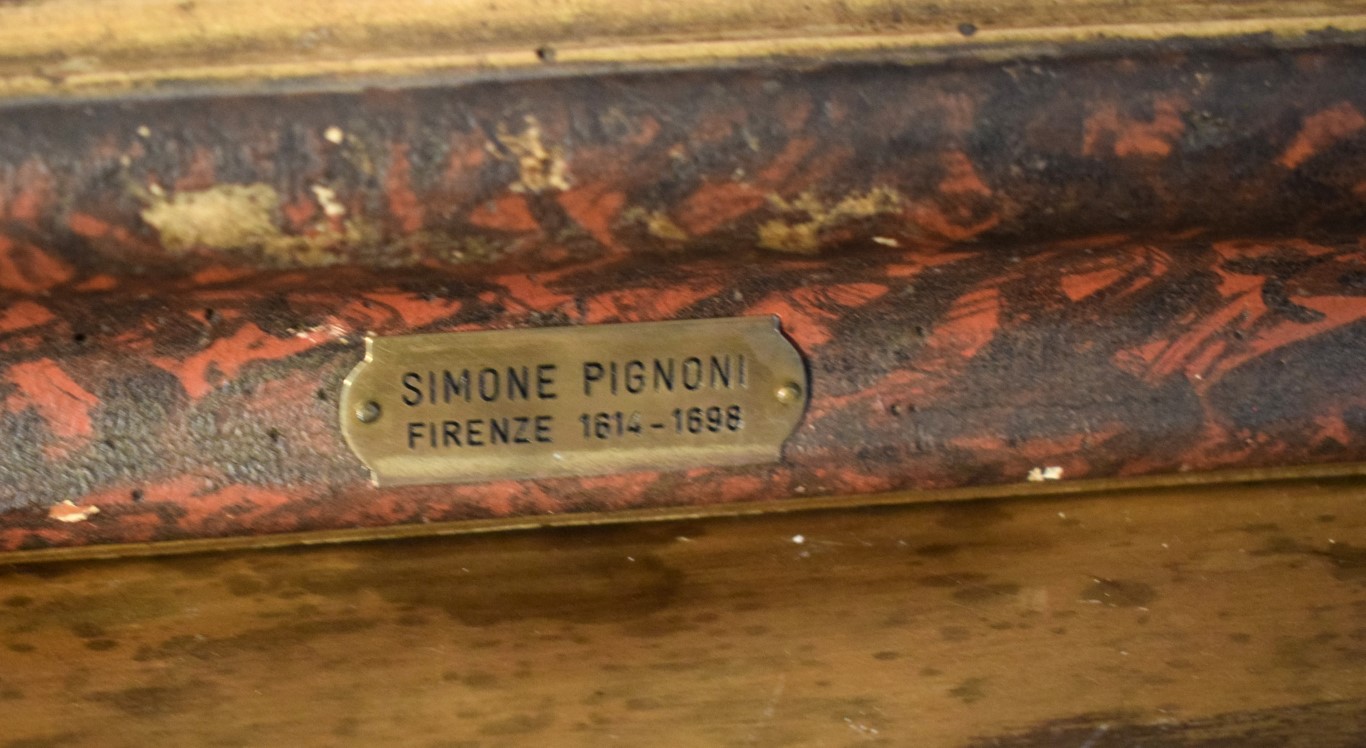 SIMONE PIGNONI
FIRENZE 1614-1698